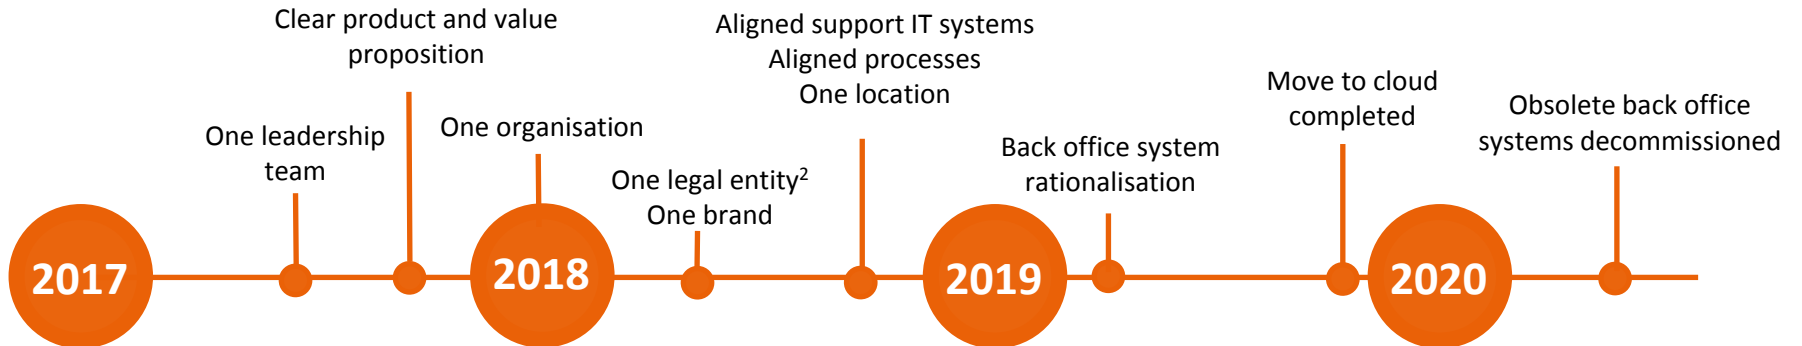 Clear product and value
proposition
Aligned support IT systems
Aligned processes
One location
One leadership
team
One organisation
One legal entity²
One brand
Back office system
rationalisation
Move to cloud
completed
Obsolete back office
systems decommissioned
2017
2018
2019
2020